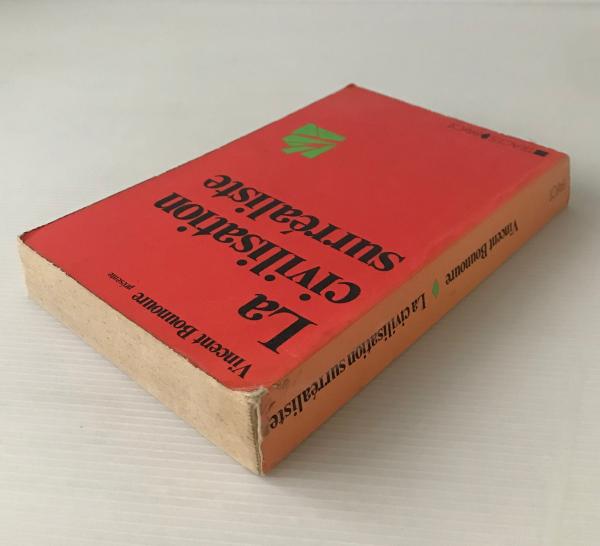 Vincent Bounoure présente
La
civilisation
surréaliste
Vincent Bounoure ◆ La civilisation surréaliste